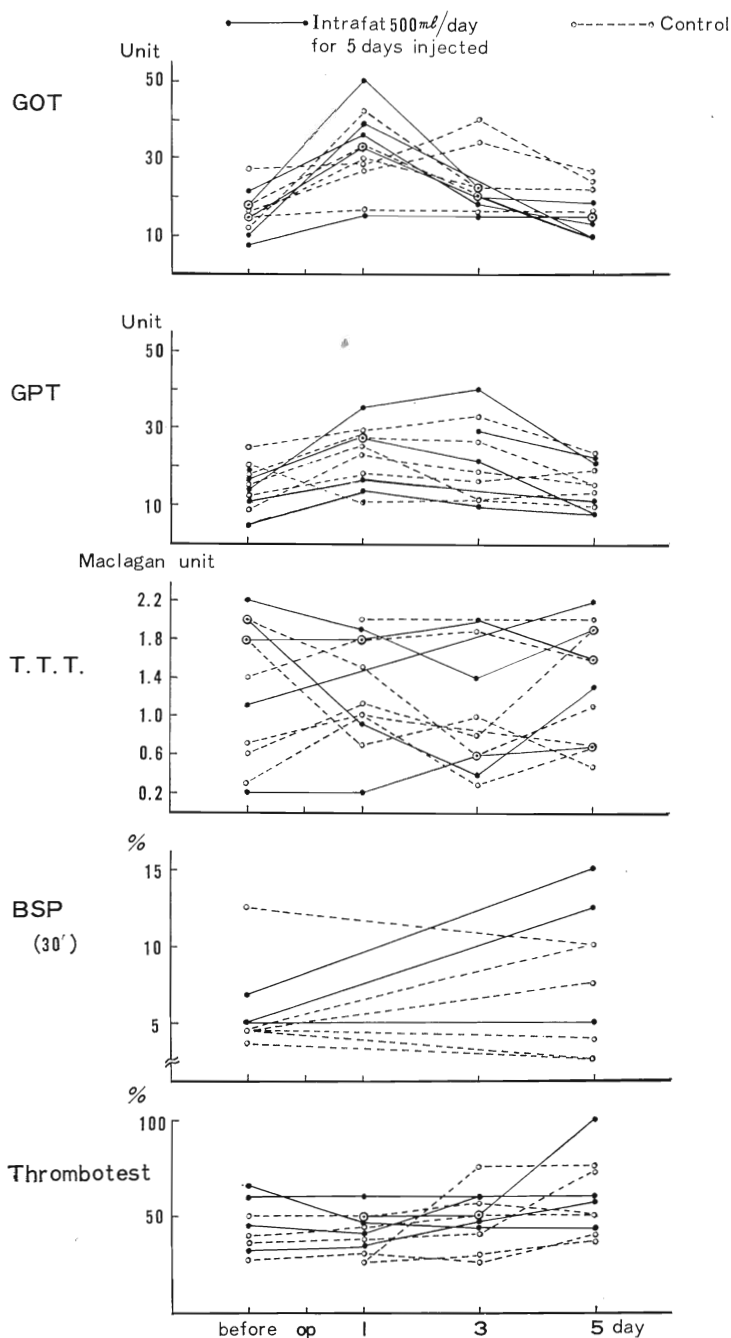 Intrafat 500 ml/day
for 5 days injected
Control
Unit
GOT
50
30
10
Unit
GPT
50
30
10
Maclagan unit
T. T. T.
2.2
1.8
1.4
1.0
0.6
0.2
%
BSP
(30′)
15
10
5
%
Thrombotest
100
50
before op 1 3 5 day